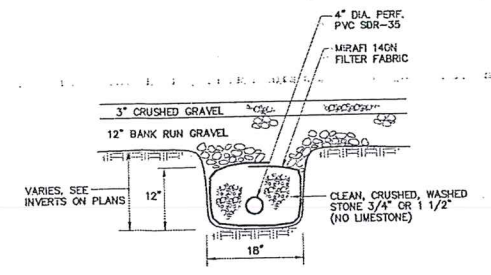 4" DIA. PERF.
PVC SDR-35
MIRAFI 140N
FILTER FABRIC
3" CRUSHED GRAVEL
12" BANK RUN GRAVEL
VARIES, SEE
INVERTS ON PLANS
12"
CLEAN, CRUSHED, WASHED
STONE 3/4" OR 1 1/2"
(NO LIMESTONE)
18"